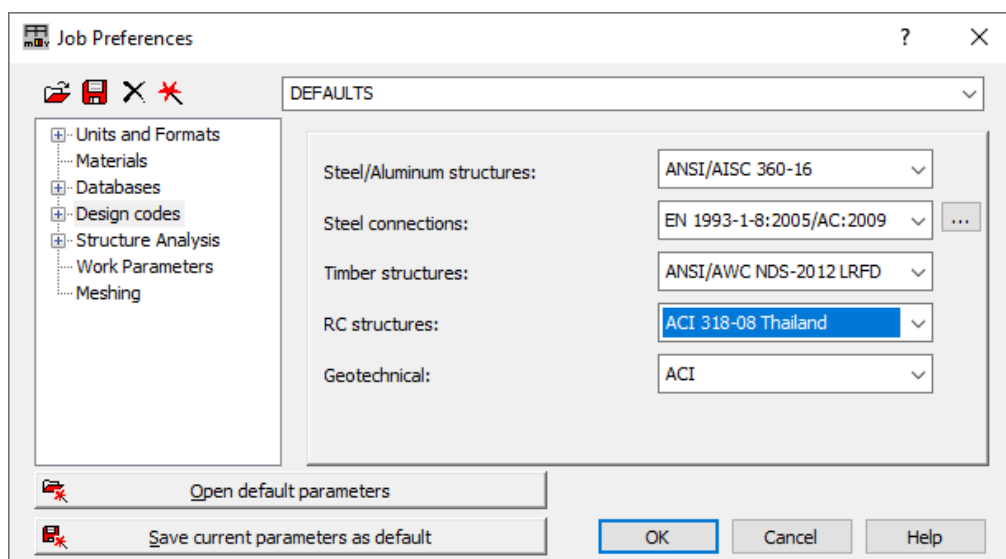 Job Preferences
DEFAULTS
Units and Formats
Materials
Databases
Design codes
Structure Analysis
Work Parameters
Meshing
Steel/Aluminum structures: ANSI/AISC 360-16
Steel connections: EN 1993-1-8:2005/AC:2009 ...
Timber structures: ANSI/AWC NDS-2012 LRFD
RC structures: ACI 318-08 Thailand
Geotechnical: ACI
Open default parameters
Save current parameters as default
OK Cancel Help